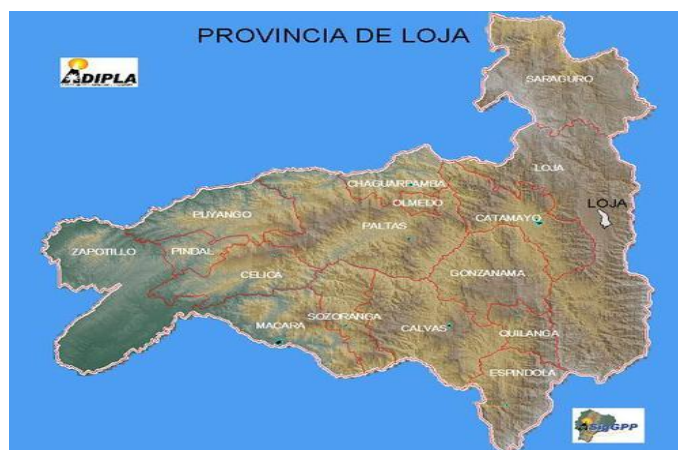 PROVINCIA DE LOJA
ADIPLA
SARAGURO
LOJA
CHAGUARPAMBA
OLMEDO
LOJA
PUYANGO
CATAMAYO
PALTAS
ZAPOTILLO
PINDAL
CELICA
GONZANAMA
SOZORANGA
MACARA
CALVAS
QUILANGA
ESPINDOLA
SigGPP